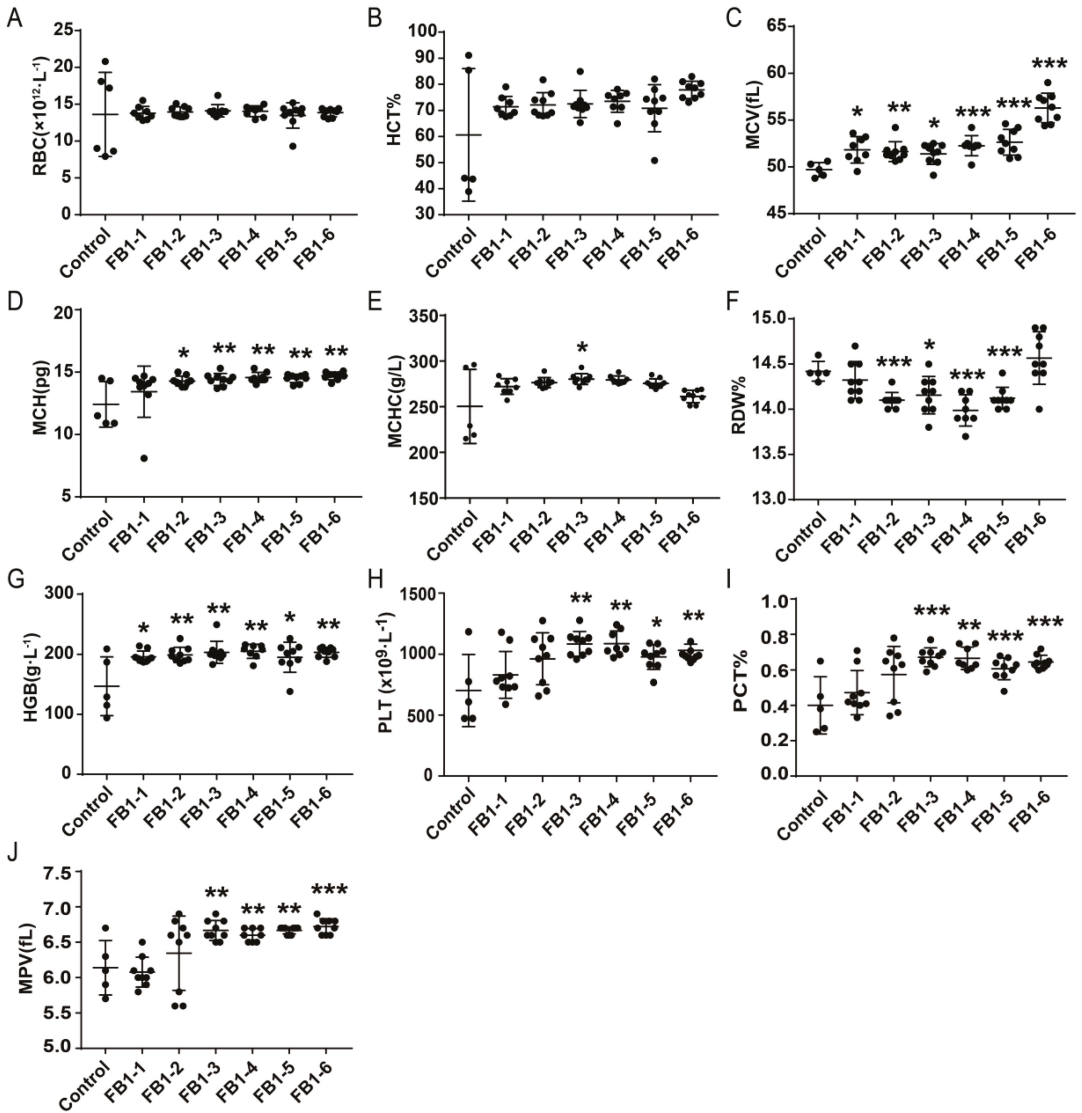 A
RBC(×10¹²·L⁻¹)
25
20
15
10
5
0
Control
FB1-1
FB1-2
FB1-3
FB1-4
FB1-5
FB1-6
B
HCT%
100
90
80
70
60
50
40
30
Control
FB1-1
FB1-2
FB1-3
FB1-4
FB1-5
FB1-6
C
MCV(fL)
65
60
55
50
45
*
**
*
***
***
***
Control
FB1-1
FB1-2
FB1-3
FB1-4
FB1-5
FB1-6
D
MCH(pg)
20
15
10
5
*
**
**
**
**
Control
FB1-1
FB1-2
FB1-3
FB1-4
FB1-5
FB1-6
E
MCHC(g/L)
350
300
250
200
150
*
Control
FB1-1
FB1-2
FB1-3
FB1-4
FB1-5
FB1-6
F
RDW%
15.0
14.5
14.0
13.5
13.0
***
*
***
***
Control
FB1-1
FB1-2
FB1-3
FB1-4
FB1-5
FB1-6
G
HGB(g·L⁻¹)
300
200
100
0
*
**
**
**
*
**
Control
FB1-1
FB1-2
FB1-3
FB1-4
FB1-5
FB1-6
H
PLT (x10⁹·L⁻¹)
1500
1000
500
0
**
**
*
**
Control
FB1-1
FB1-2
FB1-3
FB1-4
FB1-5
FB1-6
I
PCT%
1.0
0.8
0.6
0.4
0.2
0.0
***
**
***
***
Control
FB1-1
FB1-2
FB1-3
FB1-4
FB1-5
FB1-6
J
MPV(fL)
7.5
7.0
6.5
6.0
5.5
5.0
**
**
**
***
Control
FB1-1
FB1-2
FB1-3
FB1-4
FB1-5
FB1-6